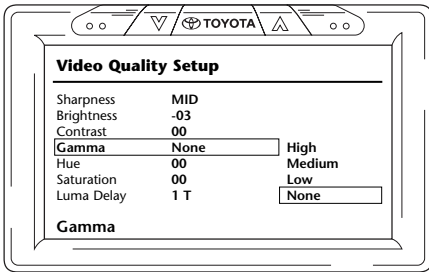 TOYOTA
Video Quality Setup
Sharpness MID
Brightness -03
Contrast 00
Gamma None High
Hue 00 Medium
Saturation 00 Low
Luma Delay 1 T None
Gamma